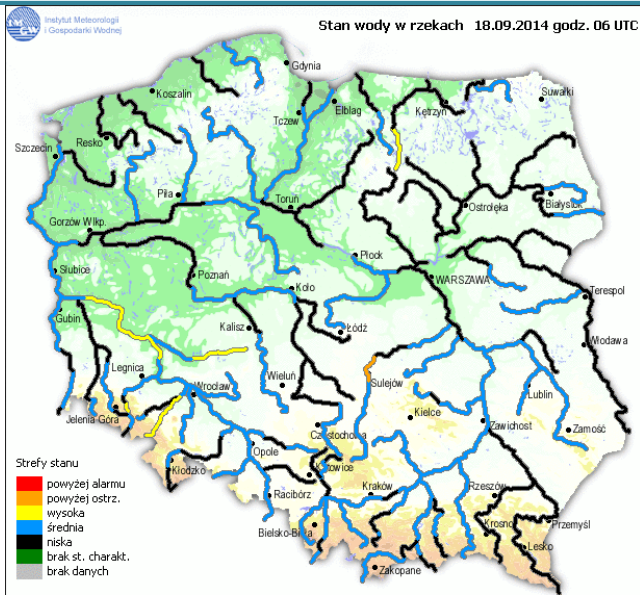 Instytut Meteorologii
i Gospodarki Wodnej
IMGW
Stan wody w rzekach 18.09.2014 godz. 06 UTC
Gdynia
Koszalin
Suwałki
Elbląg
Kętrzyn
Tczew
Resko
Szczecin
Piła
Toruń
Ostrołęka
Białystok
Gorzów Wlkp.
Płock
Słubice
Poznań
WARSZAWA
Koło
Terespol
Gubin
Kalisz
Łódź
Włodawa
Legnica
Wieluń
Sulejów
Wrocław
Lublin
Jelenia Góra
Kielce
Częstochowa
Zawichost
Zamość
Opole
Kłodzko
Katowice
Racibórz
Kraków
Rzeszów
Bielsko-Biała
Krosno
Przemyśl
Lesko
Zakopane
Strefy stanu
powyżej alarmu
powyżej ostrz.
wysoka
średnia
niska
brak st. charakt.
brak danych